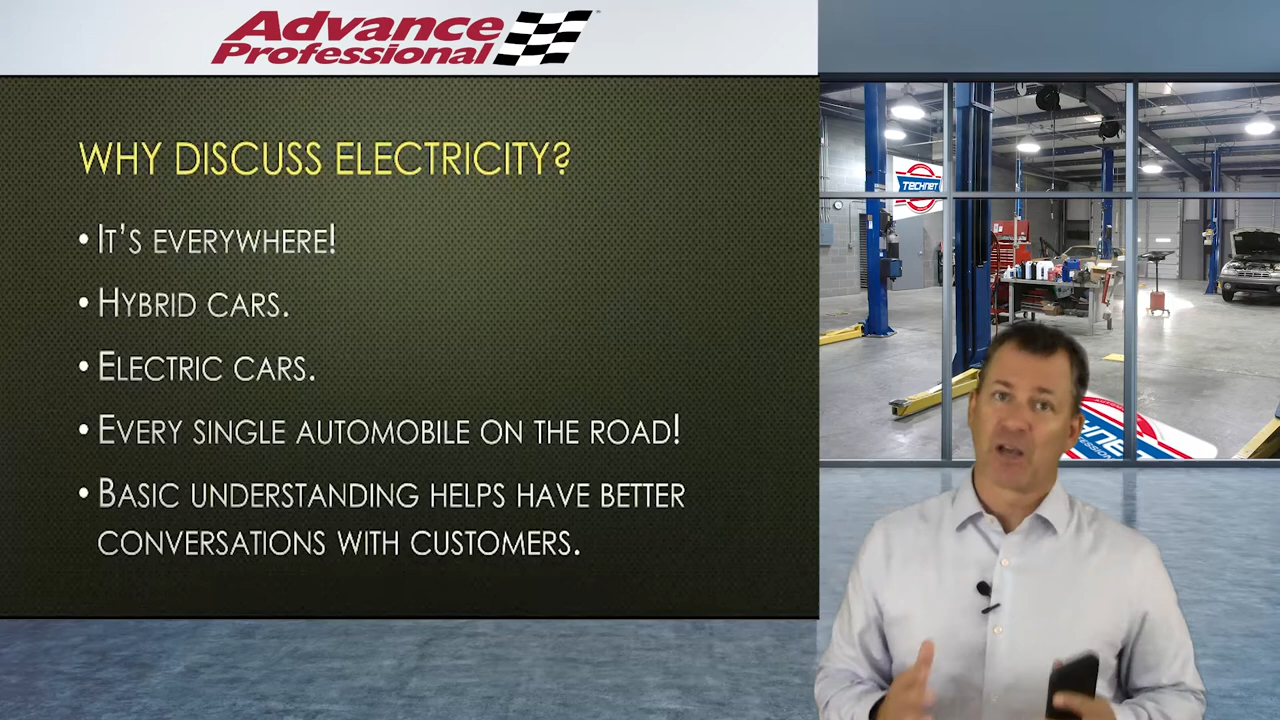 Advance
Professional
WHY DISCUSS ELECTRICITY?
• IT'S EVERYWHERE!
• HYBRID CARS.
• ELECTRIC CARS.
• EVERY SINGLE AUTOMOBILE ON THE ROAD!
• BASIC UNDERSTANDING HELPS HAVE BETTER
CONVERSATIONS WITH CUSTOMERS.
TECHNET